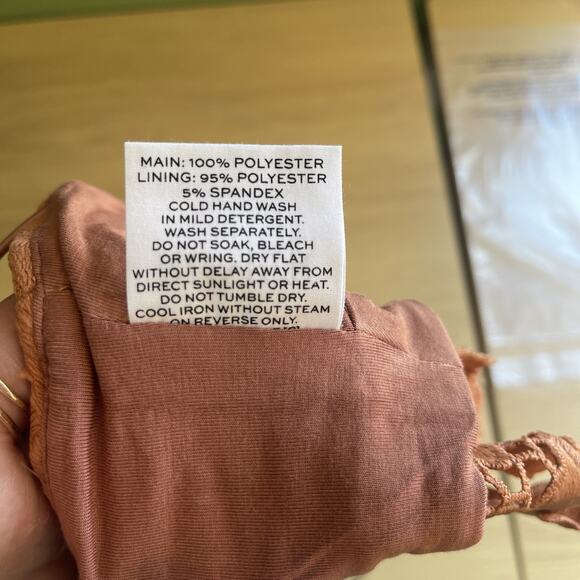 MAIN: 100% POLYESTER
LINING: 95% POLYESTER
5% SPANDEX
COLD HAND WASH
IN MILD DETERGENT.
WASH SEPARATELY.
DO NOT SOAK, BLEACH
OR WRING. DRY FLAT
WITHOUT DELAY AWAY FROM
DIRECT SUNLIGHT OR HEAT.
DO NOT TUMBLE DRY.
COOL IRON WITHOUT STEAM
ON REVERSE ONLY.